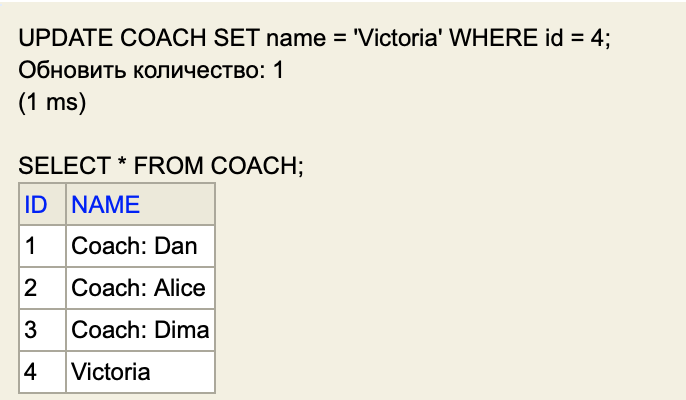 UPDATE COACH SET name = 'Victoria' WHERE id = 4;
Обновить количество: 1
(1 ms)
SELECT * FROM COACH;
ID NAME
1 Coach: Dan
2 Coach: Alice
3 Coach: Dima
4 Victoria